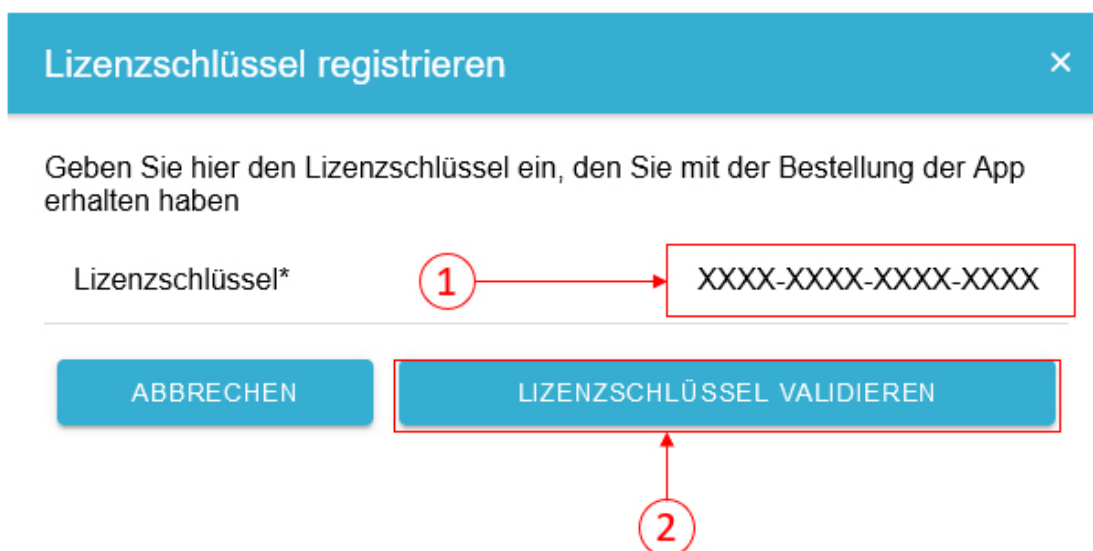 Lizenzschlüssel registrieren ×
Geben Sie hier den Lizenzschlüssel ein, den Sie mit der Bestellung der App
erhalten haben
Lizenzschlüssel* 1 XXXX-XXXX-XXXX-XXXX
ABBRECHEN LIZENZSCHLÜSSEL VALIDIEREN
2